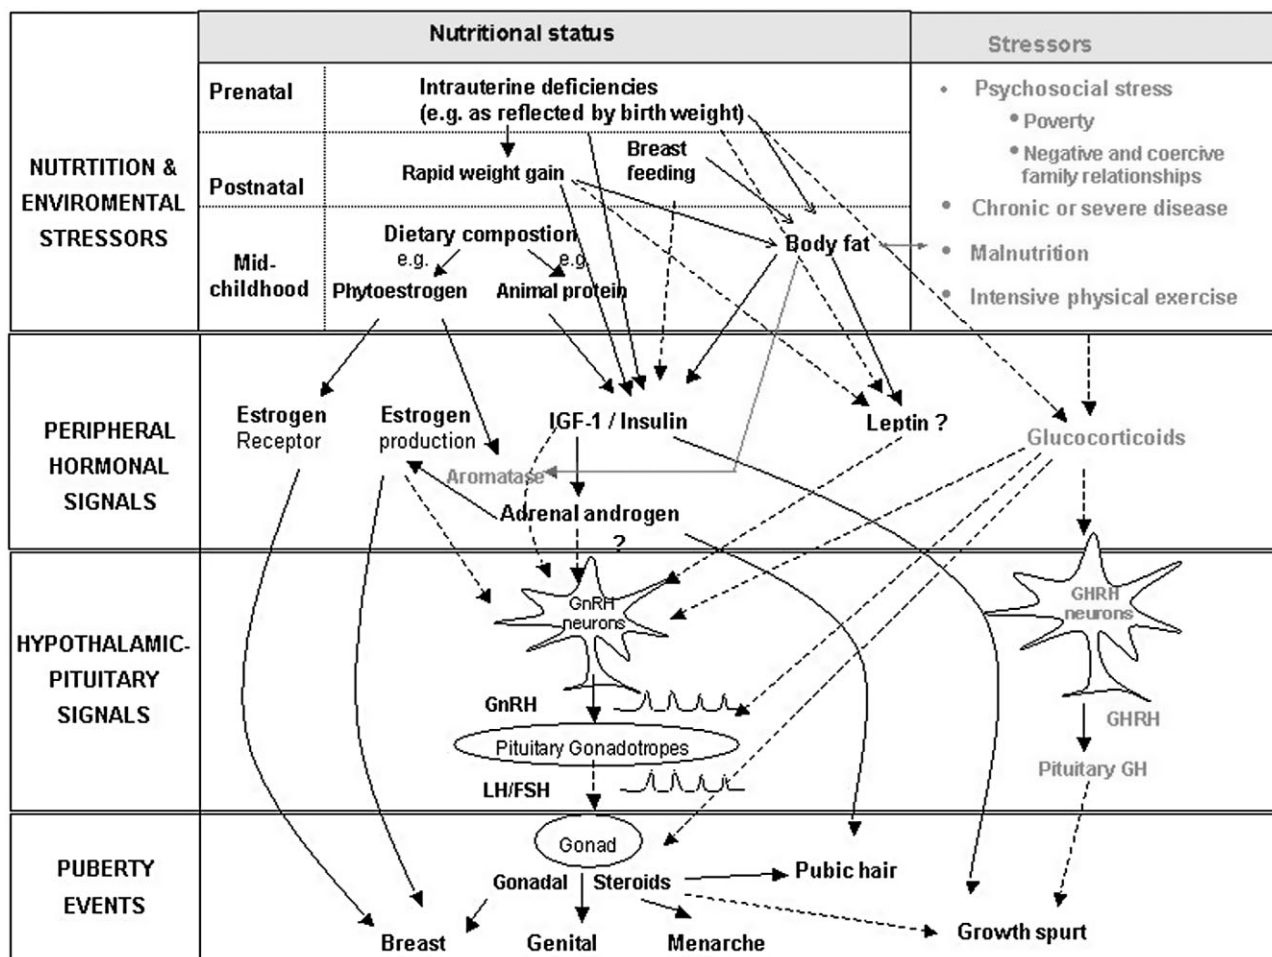 Nutritional status
Stressors
NUTRTITION &
ENVIROMENTAL
STRESSORS
Prenatal
Intrauterine deficiencies
(e.g. as reflected by birth weight)
Postnatal
Rapid weight gain
Breast
feeding
Mid-
childhood
Dietary compostion
e.g.
e.g.
Phytoestrogen
Animal protein
Body fat
• Psychosocial stress
• Poverty
• Negative and coercive
family relationships
• Chronic or severe disease
• Malnutrition
• Intensive physical exercise
PERIPHERAL
HORMONAL
SIGNALS
Estrogen
Receptor
Estrogen
production
IGF-1 / Insulin
Leptin ?
Glucocorticoids
Aromatase
Adrenal androgen
?
HYPOTHALAMIC-
PITUITARY
SIGNALS
GnRH
neurons
GHRH
neurons
GnRH
GHRH
Pituitary Gonadotropes
Pituitary GH
LH/FSH
PUBERTY
EVENTS
Gonad
Gonadal Steroids
Pubic hair
Breast
Genital
Menarche
Growth spurt